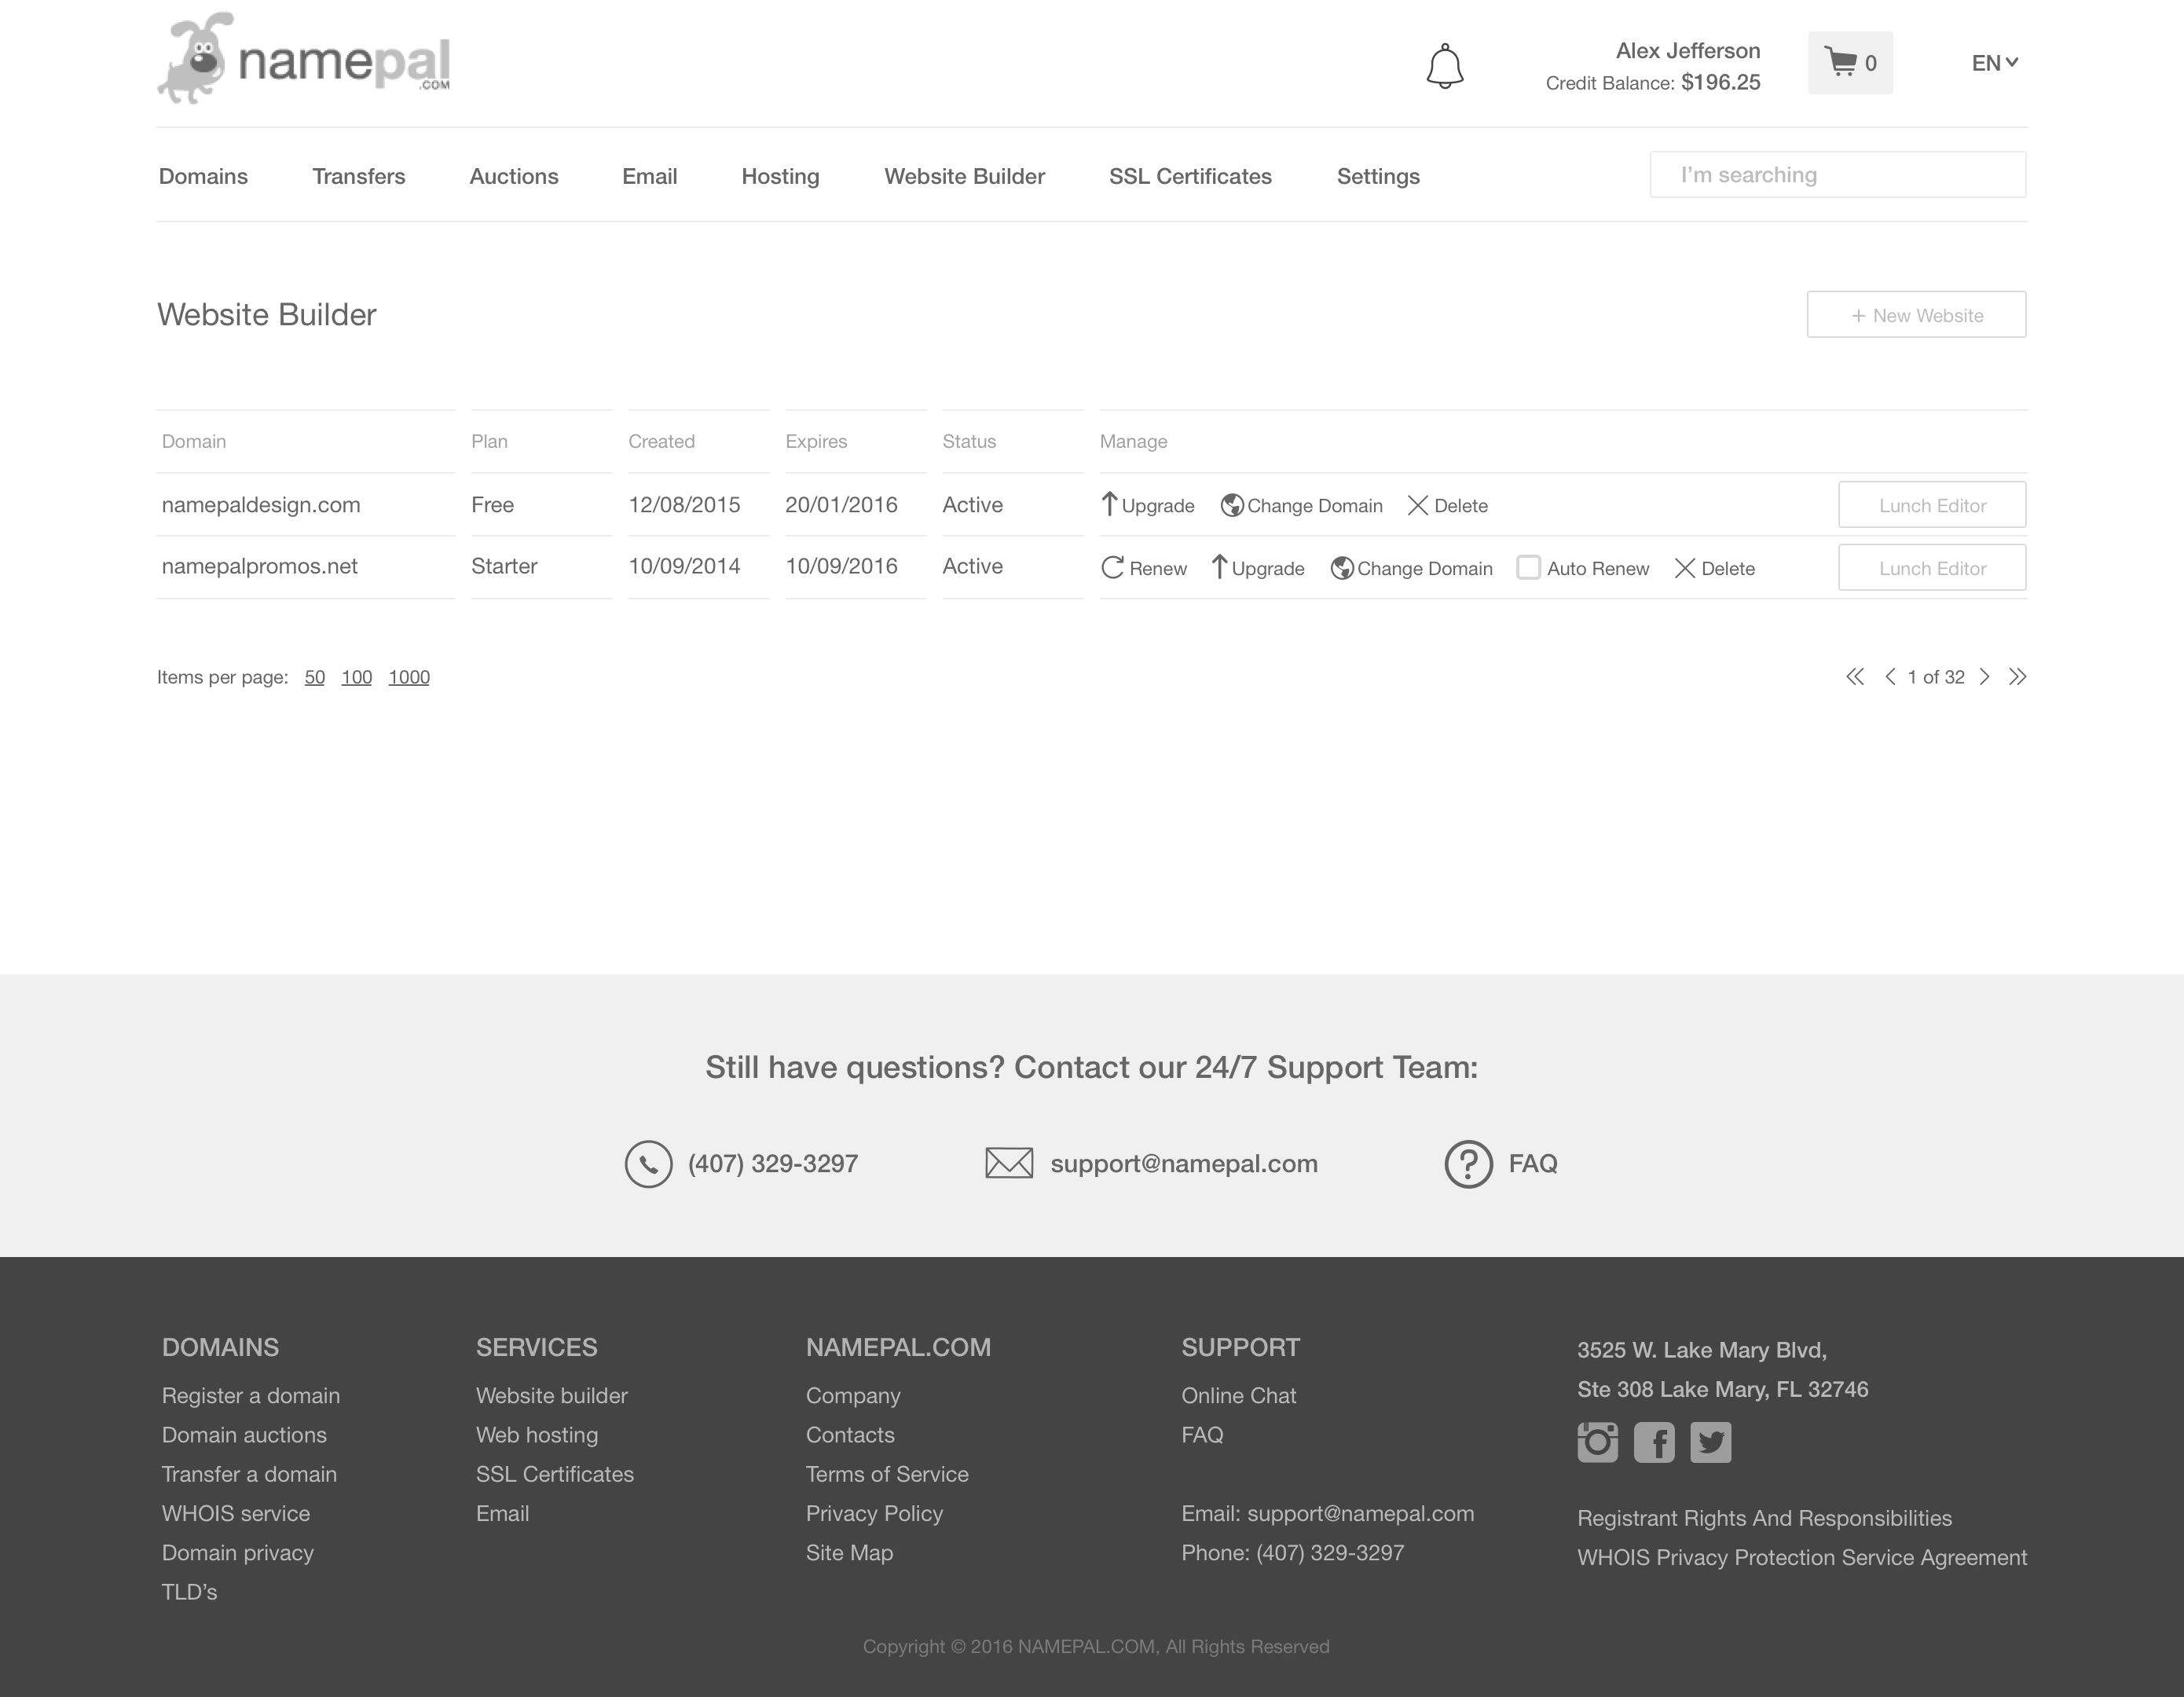 namepal
.COM
Alex Jefferson
Credit Balance: $196.25
0
EN
Domains Transfers Auctions Email Hosting Website Builder SSL Certificates Settings
I'm searching
Website Builder
+ New Website
Domain Plan Created Expires Status Manage
namepaldesign.com Free 12/08/2015 20/01/2016 Active Upgrade Change Domain Delete Lunch Editor
namepalpromos.net Starter 10/09/2014 10/09/2016 Active Renew Upgrade Change Domain Auto Renew Delete Lunch Editor
Items per page: 50 100 1000
1 of 32
Still have questions? Contact our 24/7 Support Team:
(407) 329-3297 support@namepal.com FAQ
DOMAINS
Register a domain
Domain auctions
Transfer a domain
WHOIS service
Domain privacy
TLD's
SERVICES
Website builder
Web hosting
SSL Certificates
Email
NAMEPAL.COM
Company
Contacts
Terms of Service
Privacy Policy
Site Map
SUPPORT
Online Chat
FAQ
Email: support@namepal.com
Phone: (407) 329-3297
3525 W. Lake Mary Blvd,
Ste 308 Lake Mary, FL 32746
Registrant Rights And Responsibilities
WHOIS Privacy Protection Service Agreement
Copyright © 2016 NAMEPAL.COM, All Rights Reserved